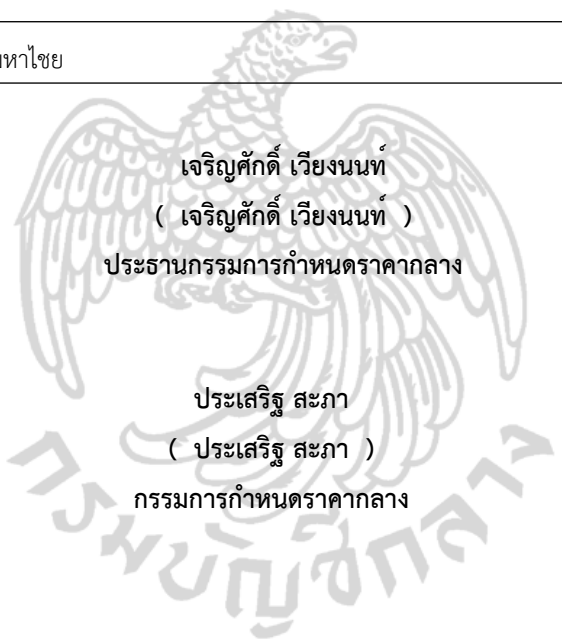 หาไชย
เจริญศักดิ์ เวียงนนท์
( เจริญศักดิ์ เวียงนนท์ )
ประธานกรรมการกำหนดราคากลาง
ประเสริฐ สะภา
( ประเสริฐ สะภา )
กรรมการกำหนดราคากลาง
กรมบัญชีกลาง